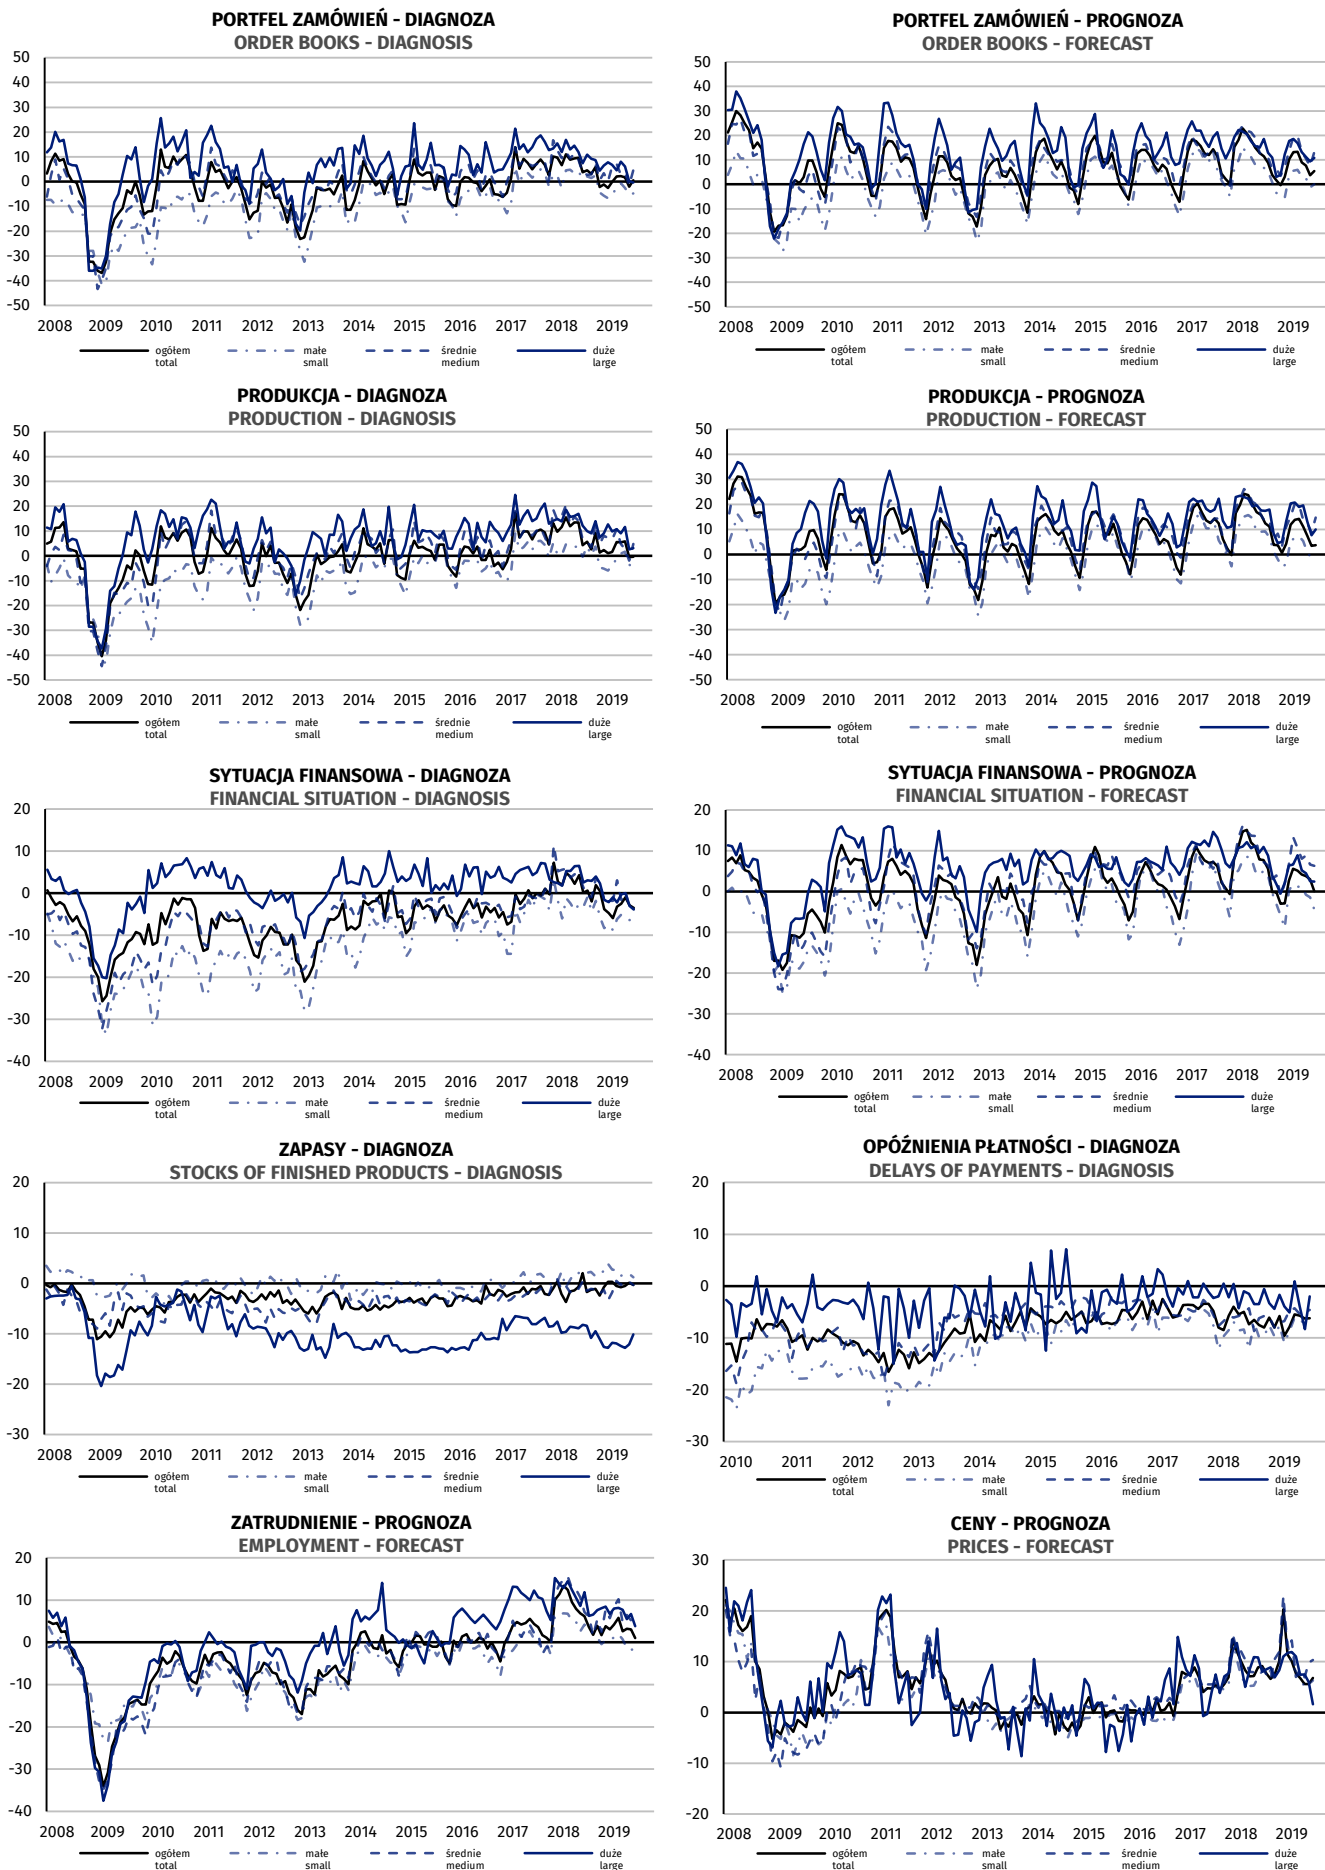 PORTFEL ZAMÓWIEŃ - DIAGNOZA
ORDER BOOKS - DIAGNOSIS
50
40
30
20
10
0
-10
-20
-30
-40
-50
2008 2009 2010 2011 2012 2013 2014 2015 2016 2017 2018 2019
ogółem małe średnie duże
total small medium large
PORTFEL ZAMÓWIEŃ - PROGNOZA
ORDER BOOKS - FORECAST
50
40
30
20
10
0
-10
-20
-30
-40
-50
2008 2009 2010 2011 2012 2013 2014 2015 2016 2017 2018 2019
ogółem małe średnie duże
total small medium large
PRODUKCJA - DIAGNOZA
PRODUCTION - DIAGNOSIS
50
40
30
20
10
0
-10
-20
-30
-40
-50
2008 2009 2010 2011 2012 2013 2014 2015 2016 2017 2018 2019
ogółem małe średnie duże
total small medium large
PRODUKCJA - PROGNOZA
PRODUCTION - FORECAST
50
40
30
20
10
0
-10
-20
-30
-40
-50
2008 2009 2010 2011 2012 2013 2014 2015 2016 2017 2018 2019
ogółem małe średnie duże
total small medium large
SYTUACJA FINANSOWA - DIAGNOZA
FINANCIAL SITUATION - DIAGNOSIS
20
10
0
-10
-20
-30
-40
2008 2009 2010 2011 2012 2013 2014 2015 2016 2017 2018 2019
ogółem małe średnie duże
total small medium large
SYTUACJA FINANSOWA - PROGNOZA
FINANCIAL SITUATION - FORECAST
20
10
0
-10
-20
-30
-40
2008 2009 2010 2011 2012 2013 2014 2015 2016 2017 2018 2019
ogółem małe średnie duże
total small medium large
ZAPASY - DIAGNOZA
STOCKS OF FINISHED PRODUCTS - DIAGNOSIS
20
10
0
-10
-20
-30
2008 2009 2010 2011 2012 2013 2014 2015 2016 2017 2018 2019
ogółem małe średnie duże
total small medium large
OPÓŹNIENIA PŁATNOŚCI - DIAGNOZA
DELAYS OF PAYMENTS - DIAGNOSIS
20
10
0
-10
-20
-30
2010 2011 2012 2013 2014 2015 2016 2017 2018 2019
ogółem małe średnie duże
total small medium large
ZATRUDNIENIE - PROGNOZA
EMPLOYMENT - FORECAST
20
10
0
-10
-20
-30
-40
2008 2009 2010 2011 2012 2013 2014 2015 2016 2017 2018 2019
ogółem małe średnie duże
total small medium large
CENY - PROGNOZA
PRICES - FORECAST
30
20
10
0
-10
-20
2008 2009 2010 2011 2012 2013 2014 2015 2016 2017 2018 2019
ogółem małe średnie duże
total small medium large